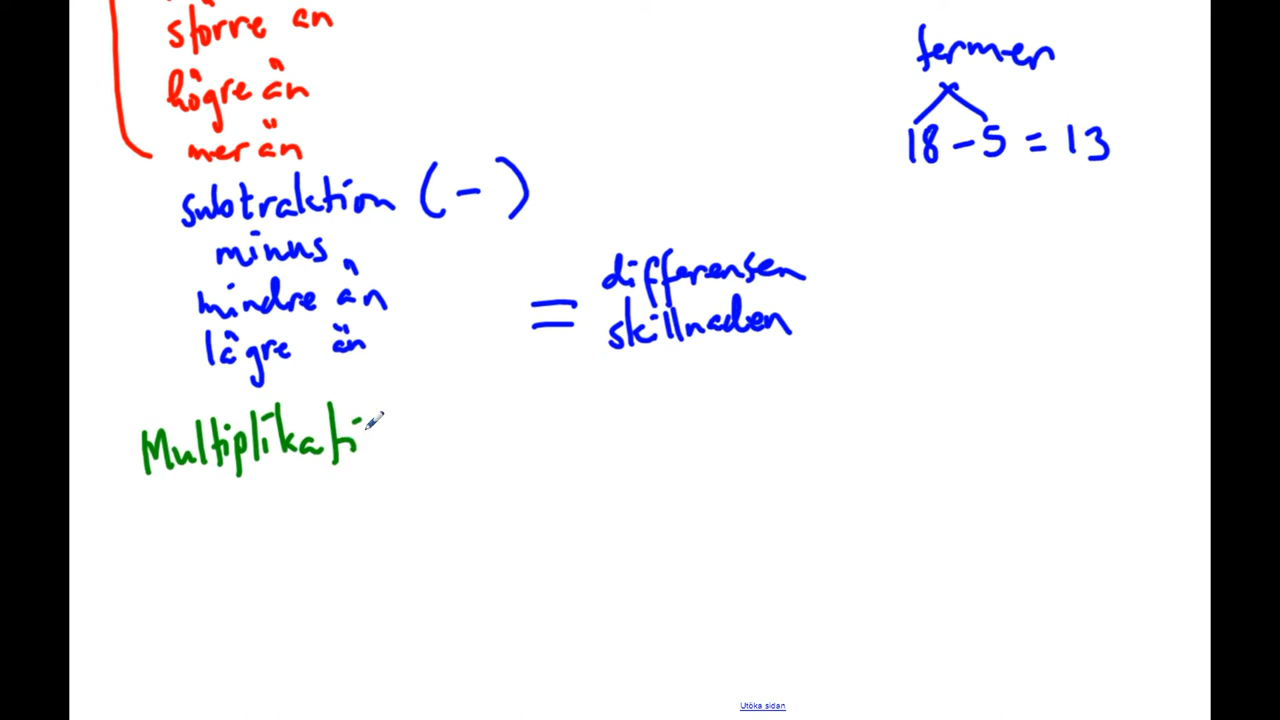 större än
högre än
mer än
subtraktion (-)
minus
mindre än
lägre än
= differensen
skillnaden
termer
18 - 5 = 13
Multiplikati
Utöka sidan